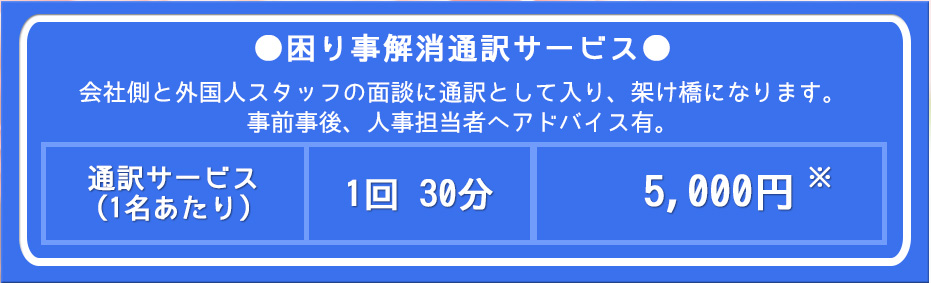 ●困り事解消通訳サービス●
会社側と外国人スタッフの面談に通訳として入り、架け橋になります。
事前事後、人事担当者へアドバイス有。
通訳サービス
(1名あたり)
1回 30分
5,000円 ※